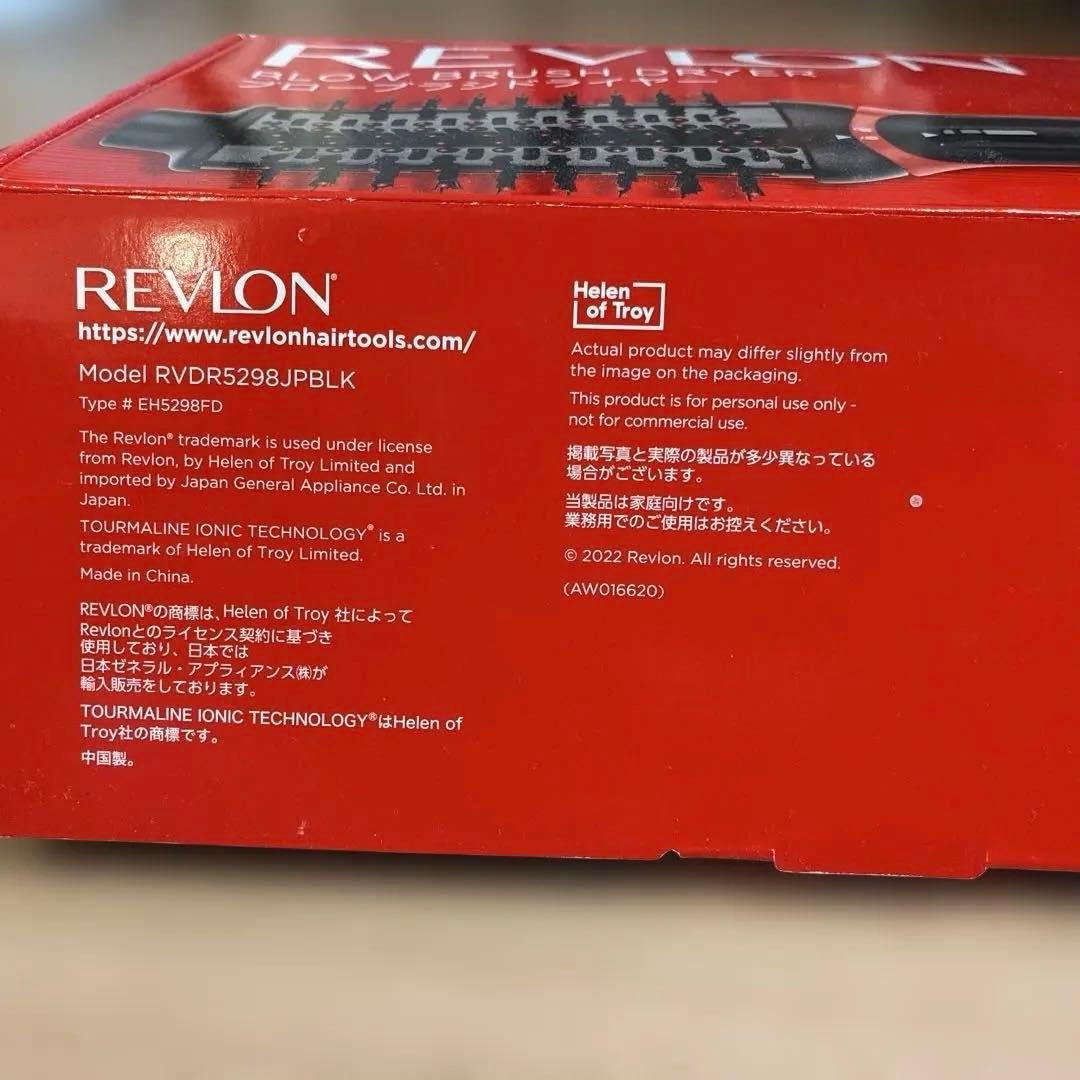 REVLON
BLOW BRUSH DRYER
ブローブラシドライヤー
REVLON®
https://www.revlonhairtools.com/
Model RVDR5298JPBLK
Type # EH5298FD
The Revlon® trademark is used under license
from Revlon, by Helen of Troy Limited and
imported by Japan General Appliance Co. Ltd. in
Japan.
TOURMALINE IONIC TECHNOLOGY® is a
trademark of Helen of Troy Limited.
Made in China.
REVLON®の商標は、Helen of Troy 社によって
Revlonとのライセンス契約に基づき
使用しており、日本では
日本ゼネラル・アプライアンス㈱が
輸入販売をしております。
TOURMALINE IONIC TECHNOLOGY®はHelen of
Troy社の商標です。
中国製。
Helen
of Troy
Actual product may differ slightly from
the image on the packaging.
This product is for personal use only -
not for commercial use.
掲載写真と実際の製品が多少異なっている
場合がございます。
当製品は家庭向けです。
業務用でのご使用はお控えください。
© 2022 Revlon. All rights reserved.
(AW016620)